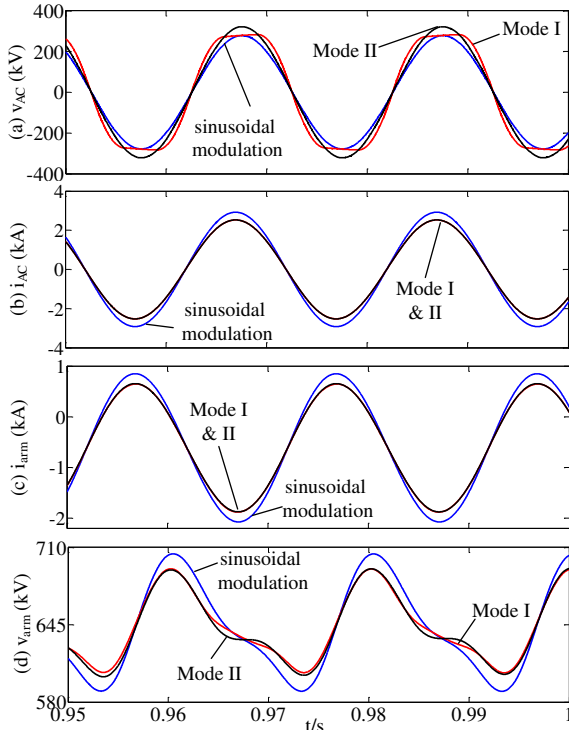 400
200
0
-200
-400
(a) v_AC (kV)
Mode II
Mode I
sinusoidal
modulation
4
2
0
-2
-4
(b) i_AC (kA)
sinusoidal
modulation
Mode I
& II
1
0
-1
-2
(c) i_arm (kA)
Mode I
& II
sinusoidal
modulation
710
645
580
(d) v_arm (kV)
sinusoidal
modulation
Mode II
Mode I
0.95
0.96
0.97
0.98
0.99
1
t/s